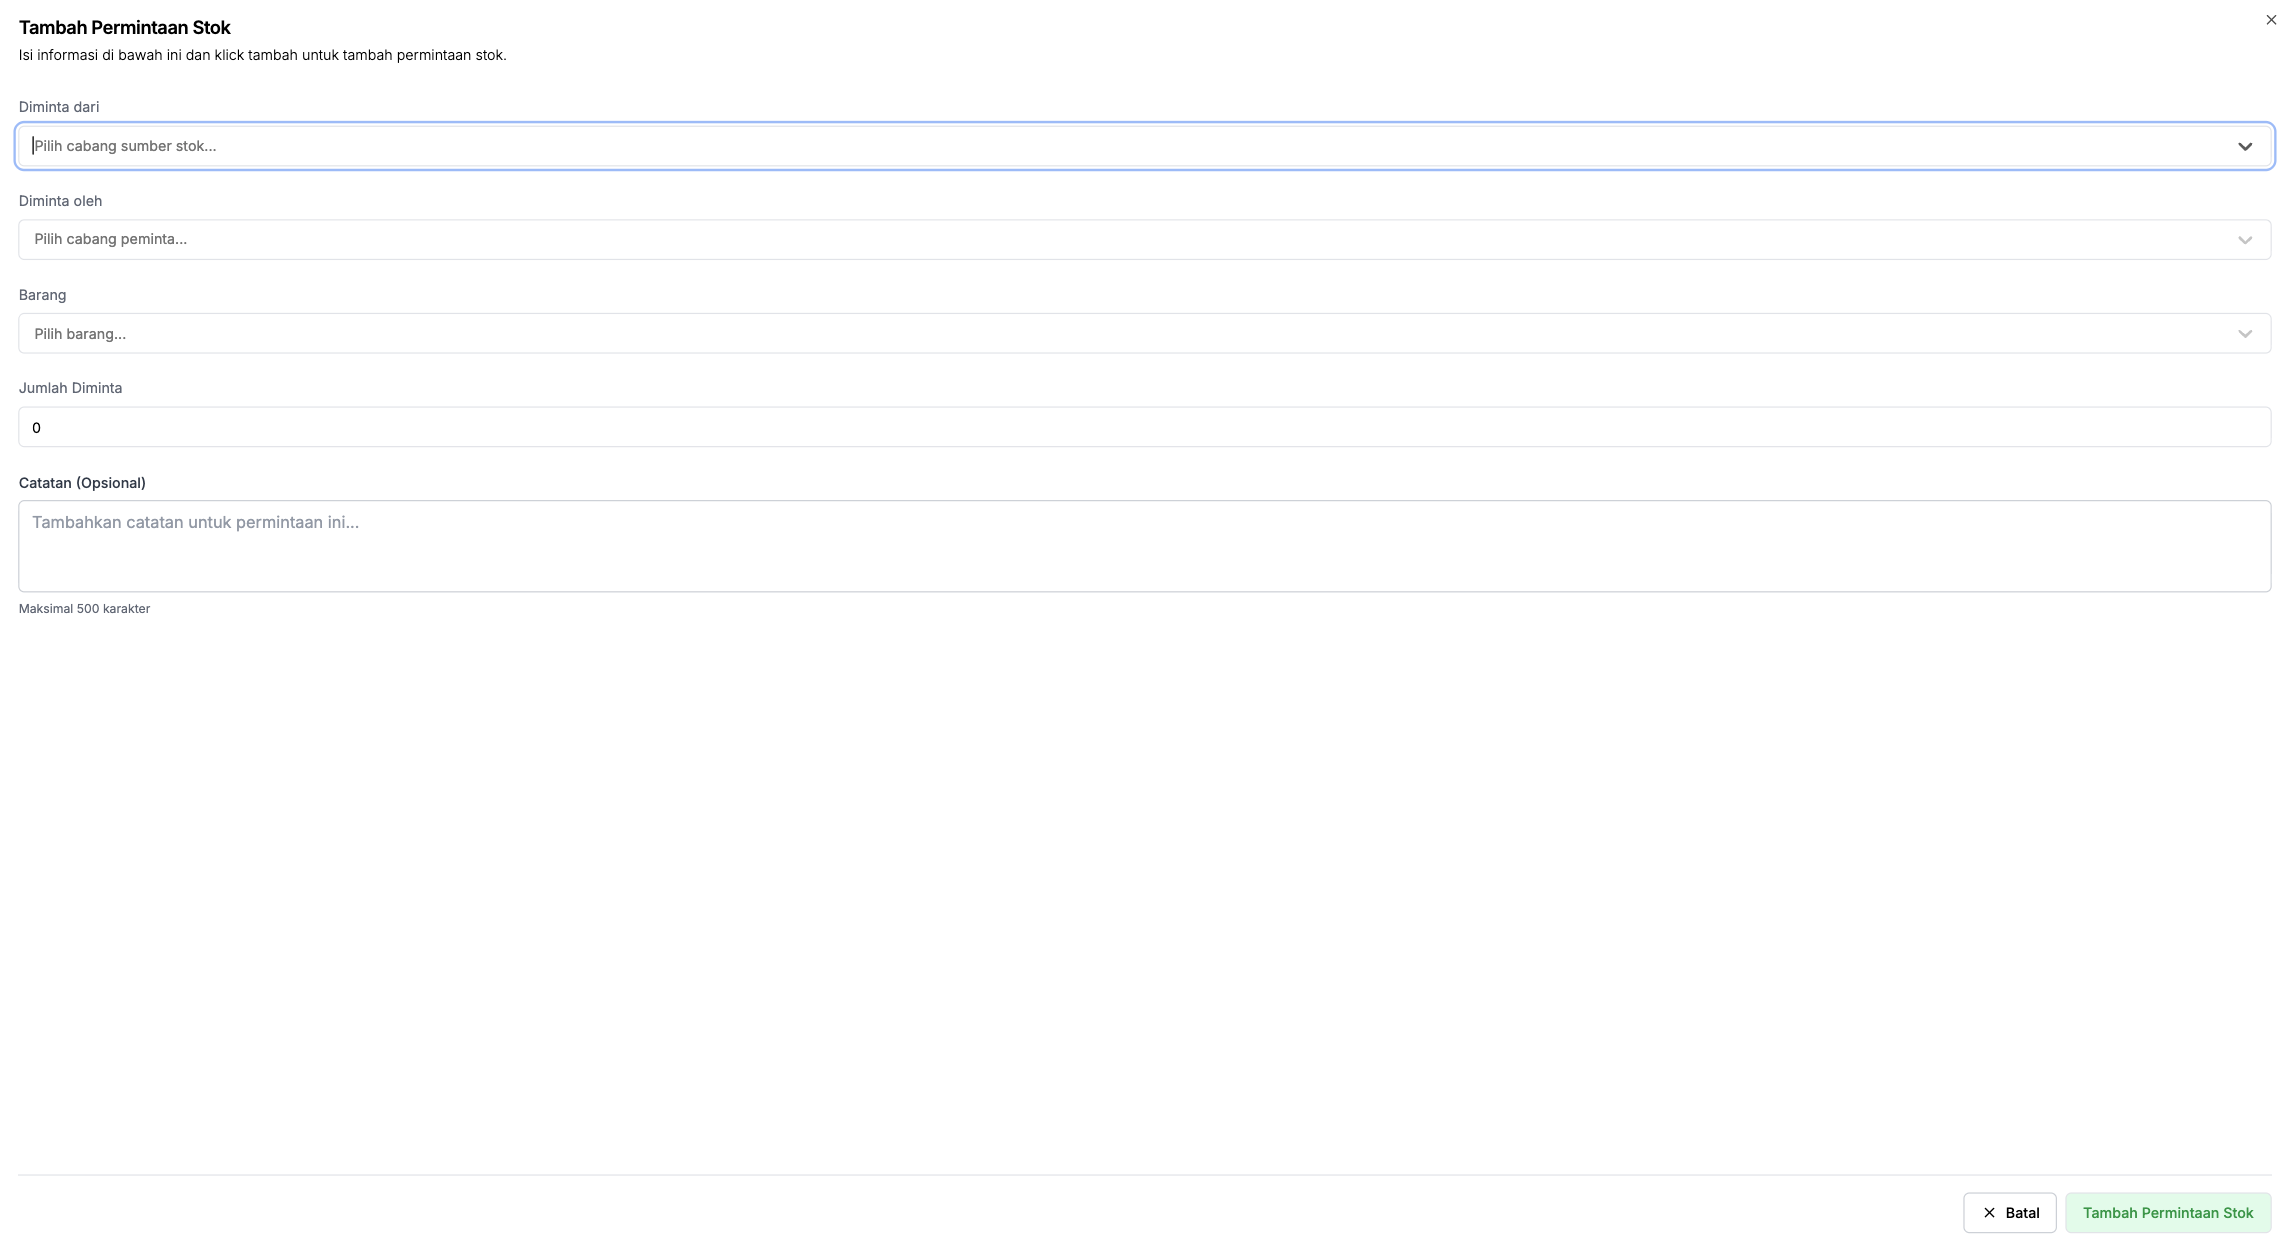 Tambah Permintaan Stok
Isi informasi di bawah ini dan klick tambah untuk tambah permintaan stok.
Diminta dari
Pilih cabang sumber stok...
Diminta oleh
Pilih cabang peminta...
Barang
Pilih barang...
Jumlah Diminta
0
Catatan (Opsional)
Tambahkan catatan untuk permintaan ini...
Maksimal 500 karakter
Batal
Tambah Permintaan Stok